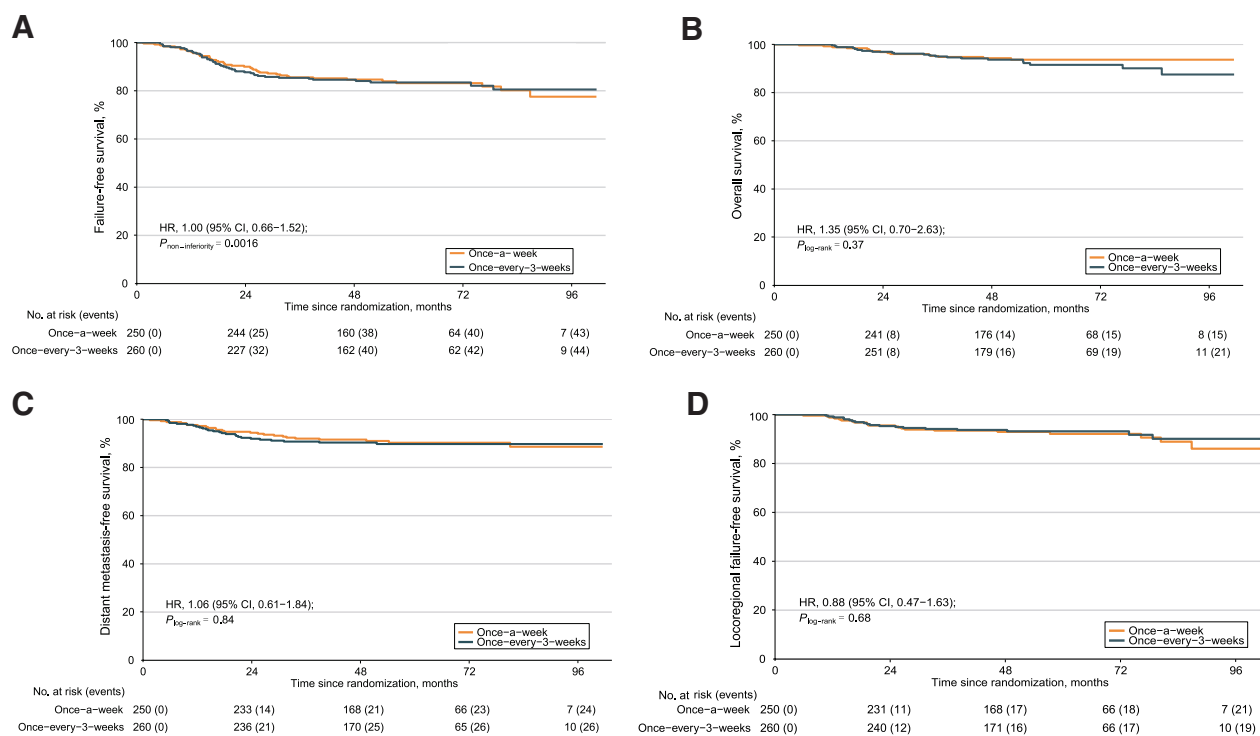 A
Failure-free survival, %
100
80
60
40
20
0
HR, 1.00 (95% CI, 0.66−1.52);
Pnon−inferiority = 0.0016
Once-a-week
Once-every-3-weeks
0 24 48 72 96
Time since randomization, months
No. at risk (events)
Once-a-week 250 (0) 244 (25) 160 (38) 64 (40) 7 (43)
Once-every-3-weeks 260 (0) 227 (32) 162 (40) 62 (42) 9 (44)
B
Overall survival, %
100
80
60
40
20
0
HR, 1.35 (95% CI, 0.70−2.63);
Plog−rank = 0.37
Once-a-week
Once-every-3-weeks
0 24 48 72 96
Time since randomization, months
No. at risk (events)
Once-a-week 250 (0) 241 (8) 176 (14) 68 (15) 8 (15)
Once-every-3-weeks 260 (0) 251 (8) 179 (16) 69 (19) 11 (21)
C
Distant metastasis-free survival, %
100
80
60
40
20
0
HR, 1.06 (95% CI, 0.61−1.84);
Plog−rank = 0.84
Once-a-week
Once-every-3-weeks
0 24 48 72 96
Time since randomization, months
No. at risk (events)
Once-a-week 250 (0) 233 (14) 168 (21) 66 (23) 7 (24)
Once-every-3-weeks 260 (0) 236 (21) 170 (25) 65 (26) 10 (26)
D
Locoregional failure-free survival, %
100
80
60
40
20
0
HR, 0.88 (95% CI, 0.47−1.63);
Plog−rank = 0.68
Once-a-week
Once-every-3-weeks
0 24 48 72 96
Time since randomization, months
No. at risk (events)
Once-a-week 250 (0) 231 (11) 168 (17) 66 (18) 7 (21)
Once-every-3-weeks 260 (0) 240 (12) 171 (16) 66 (17) 10 (19)